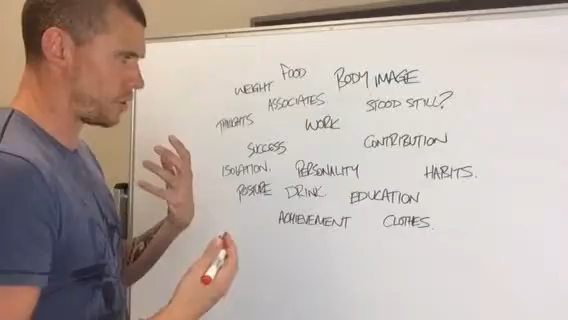 FOOD
WEIGHT BODY IMAGE
ASSOCIATES STOOD STILL?
THOUGHTS WORK
SUCCESS CONTRIBUTION
ISOLATION. PERSONALITY HABITS.
POSTURE DRINK EDUCATION
ACHIEVEMENT CLOTHES.